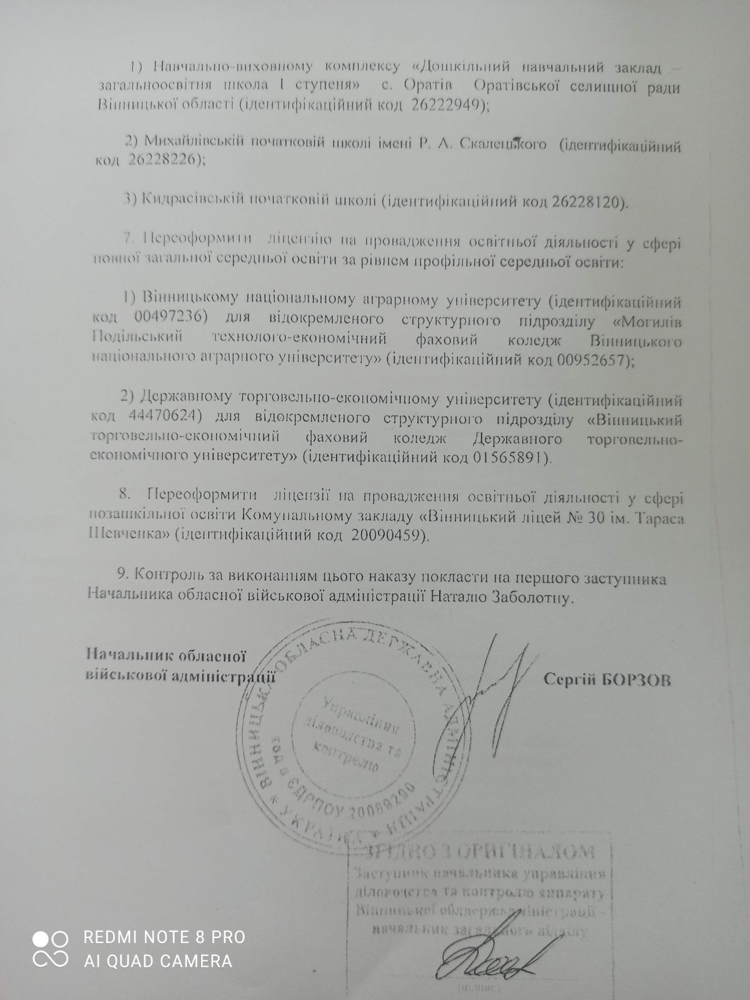 1) Навчально-виховному комплексу «Дошкільний навчальний заклад –
загальноосвітня школа І ступеня» с. Оратів Оратівської селищної ради
Вінницької області (ідентифікаційний код 26222949);
2) Михайлівській початковій школі імені Р. А. Скалецького (ідентифікаційний
код 26228226);
3) Кидрасівській початковій школі (ідентифікаційний код 26228120).
7. Переоформити ліцензію на провадження освітньої діяльності у сфері
повної загальної середньої освіти за рівнем профільної середньої освіти:
1) Вінницькому національному аграрному університету (ідентифікаційний
код 00497236) для відокремленого структурного підрозділу «Могилів
Подільський технолого-економічний фаховий коледж Вінницького
національного аграрного університету» (ідентифікаційний код 00952657);
2) Державному торговельно-економічному університету (ідентифікаційний
код 44470624) для відокремленого структурного підрозділу «Вінницький
торговельно-економічний фаховий коледж Державного торговельно-
економічного університету» (ідентифікаційний код 01565891).
8. Переоформити ліцензії на провадження освітньої діяльності у сфері
позашкільної освіти Комунальному закладу «Вінницький ліцей № 30 ім. Тараса
Шевченка» (ідентифікаційний код 20090459).
9. Контроль за виконанням цього наказу покласти на першого заступника
Начальника обласної військової адміністрації Наталю Заболотну.
Начальник обласної
військової адміністрації
Сергій БОРЗОВ
* ВІННИЦЬКА ОБЛАСНА ДЕРЖАВНА АДМІНІСТРАЦІЯ * УКРАЇНА
код в ЄДРПОУ 20089290
Управління
діловодства та
контролю
ЗГІДНО З ОРИГІНАЛОМ
Заступник начальника управління
діловодства та контролю аппарату
Вінницької облдержадміністрації -
начальник загального відділу
(підпис)
REDMI NOTE 8 PRO
AI QUAD CAMERA